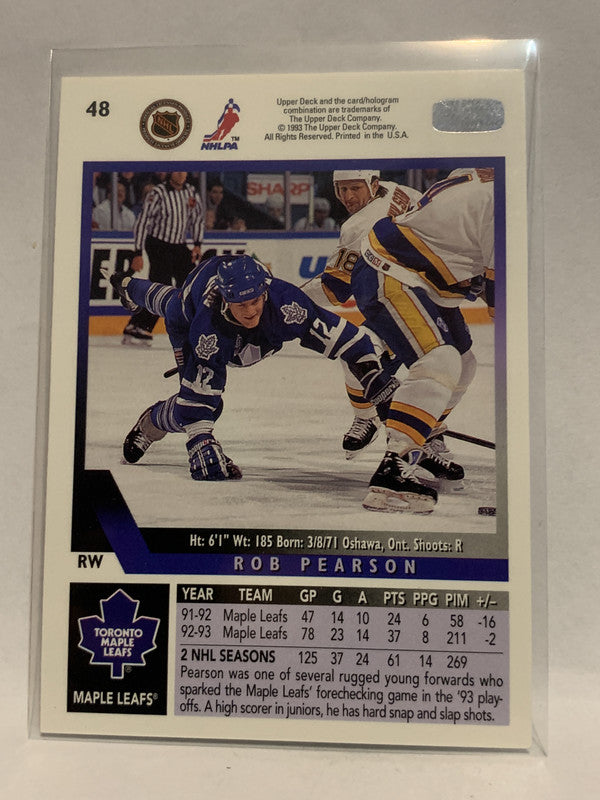 48
NHL
NHLPA
TM
Upper Deck and the card/hologram
combination are trademarks of
The Upper Deck Company.
© 1993 The Upper Deck Company.
All Rights Reserved. Printed in the U.S.A.
SHARP
18
12
12
Ht: 6'1" Wt: 185 Born: 3/8/71 Oshawa, Ont. Shoots: R
RW
ROB PEARSON
TORONTO
MAPLE
LEAFS
MAPLE LEAFS®
YEAR TEAM GP G A PTS PPG PIM +/–
91-92 Maple Leafs 47 14 10 24 6 58 -16
92-93 Maple Leafs 78 23 14 37 8 211 -2
2 NHL SEASONS 125 37 24 61 14 269
Pearson was one of several rugged young forwards who
sparked the Maple Leafs' forechecking game in the '93 play-
offs. A high scorer in juniors, he has hard snap and slap shots.